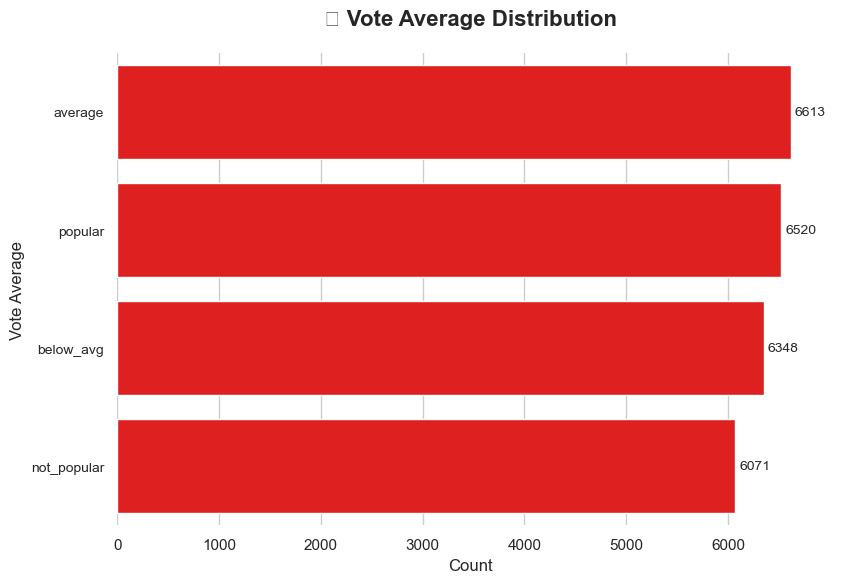 ▯ Vote Average Distribution
average
6613
popular
6520
below_avg
6348
not_popular
6071
Vote Average
0 1000 2000 3000 4000 5000 6000
Count